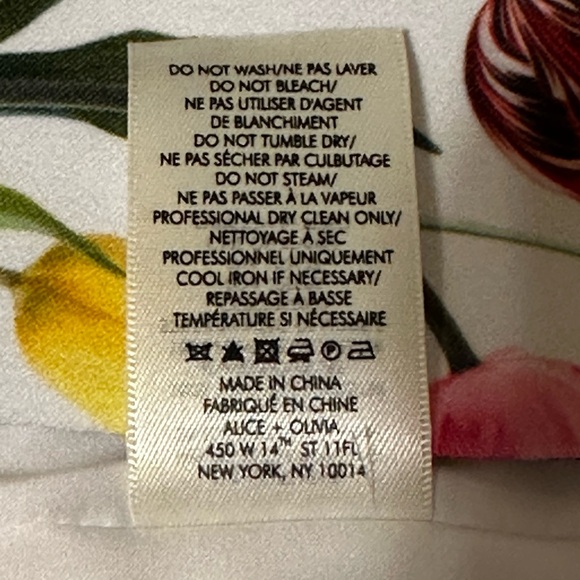 DO NOT WASH/NE PAS LAVER
DO NOT BLEACH/
NE PAS UTILISER D'AGENT
DE BLANCHIMENT
DO NOT TUMBLE DRY/
NE PAS SÉCHER PAR CULBUTAGE
DO NOT STEAM/
NE PAS PASSER À LA VAPEUR
PROFESSIONAL DRY CLEAN ONLY/
NETTOYAGE À SEC
PROFESSIONNEL UNIQUEMENT
COOL IRON IF NECESSARY/
REPASSAGE À BASSE
TEMPÉRATURE SI NÉCESSAIRE
MADE IN CHINA
FABRIQUÉ EN CHINE
ALICE + OLIVIA
450 W 14TH ST 11FL
NEW YORK, NY 10014